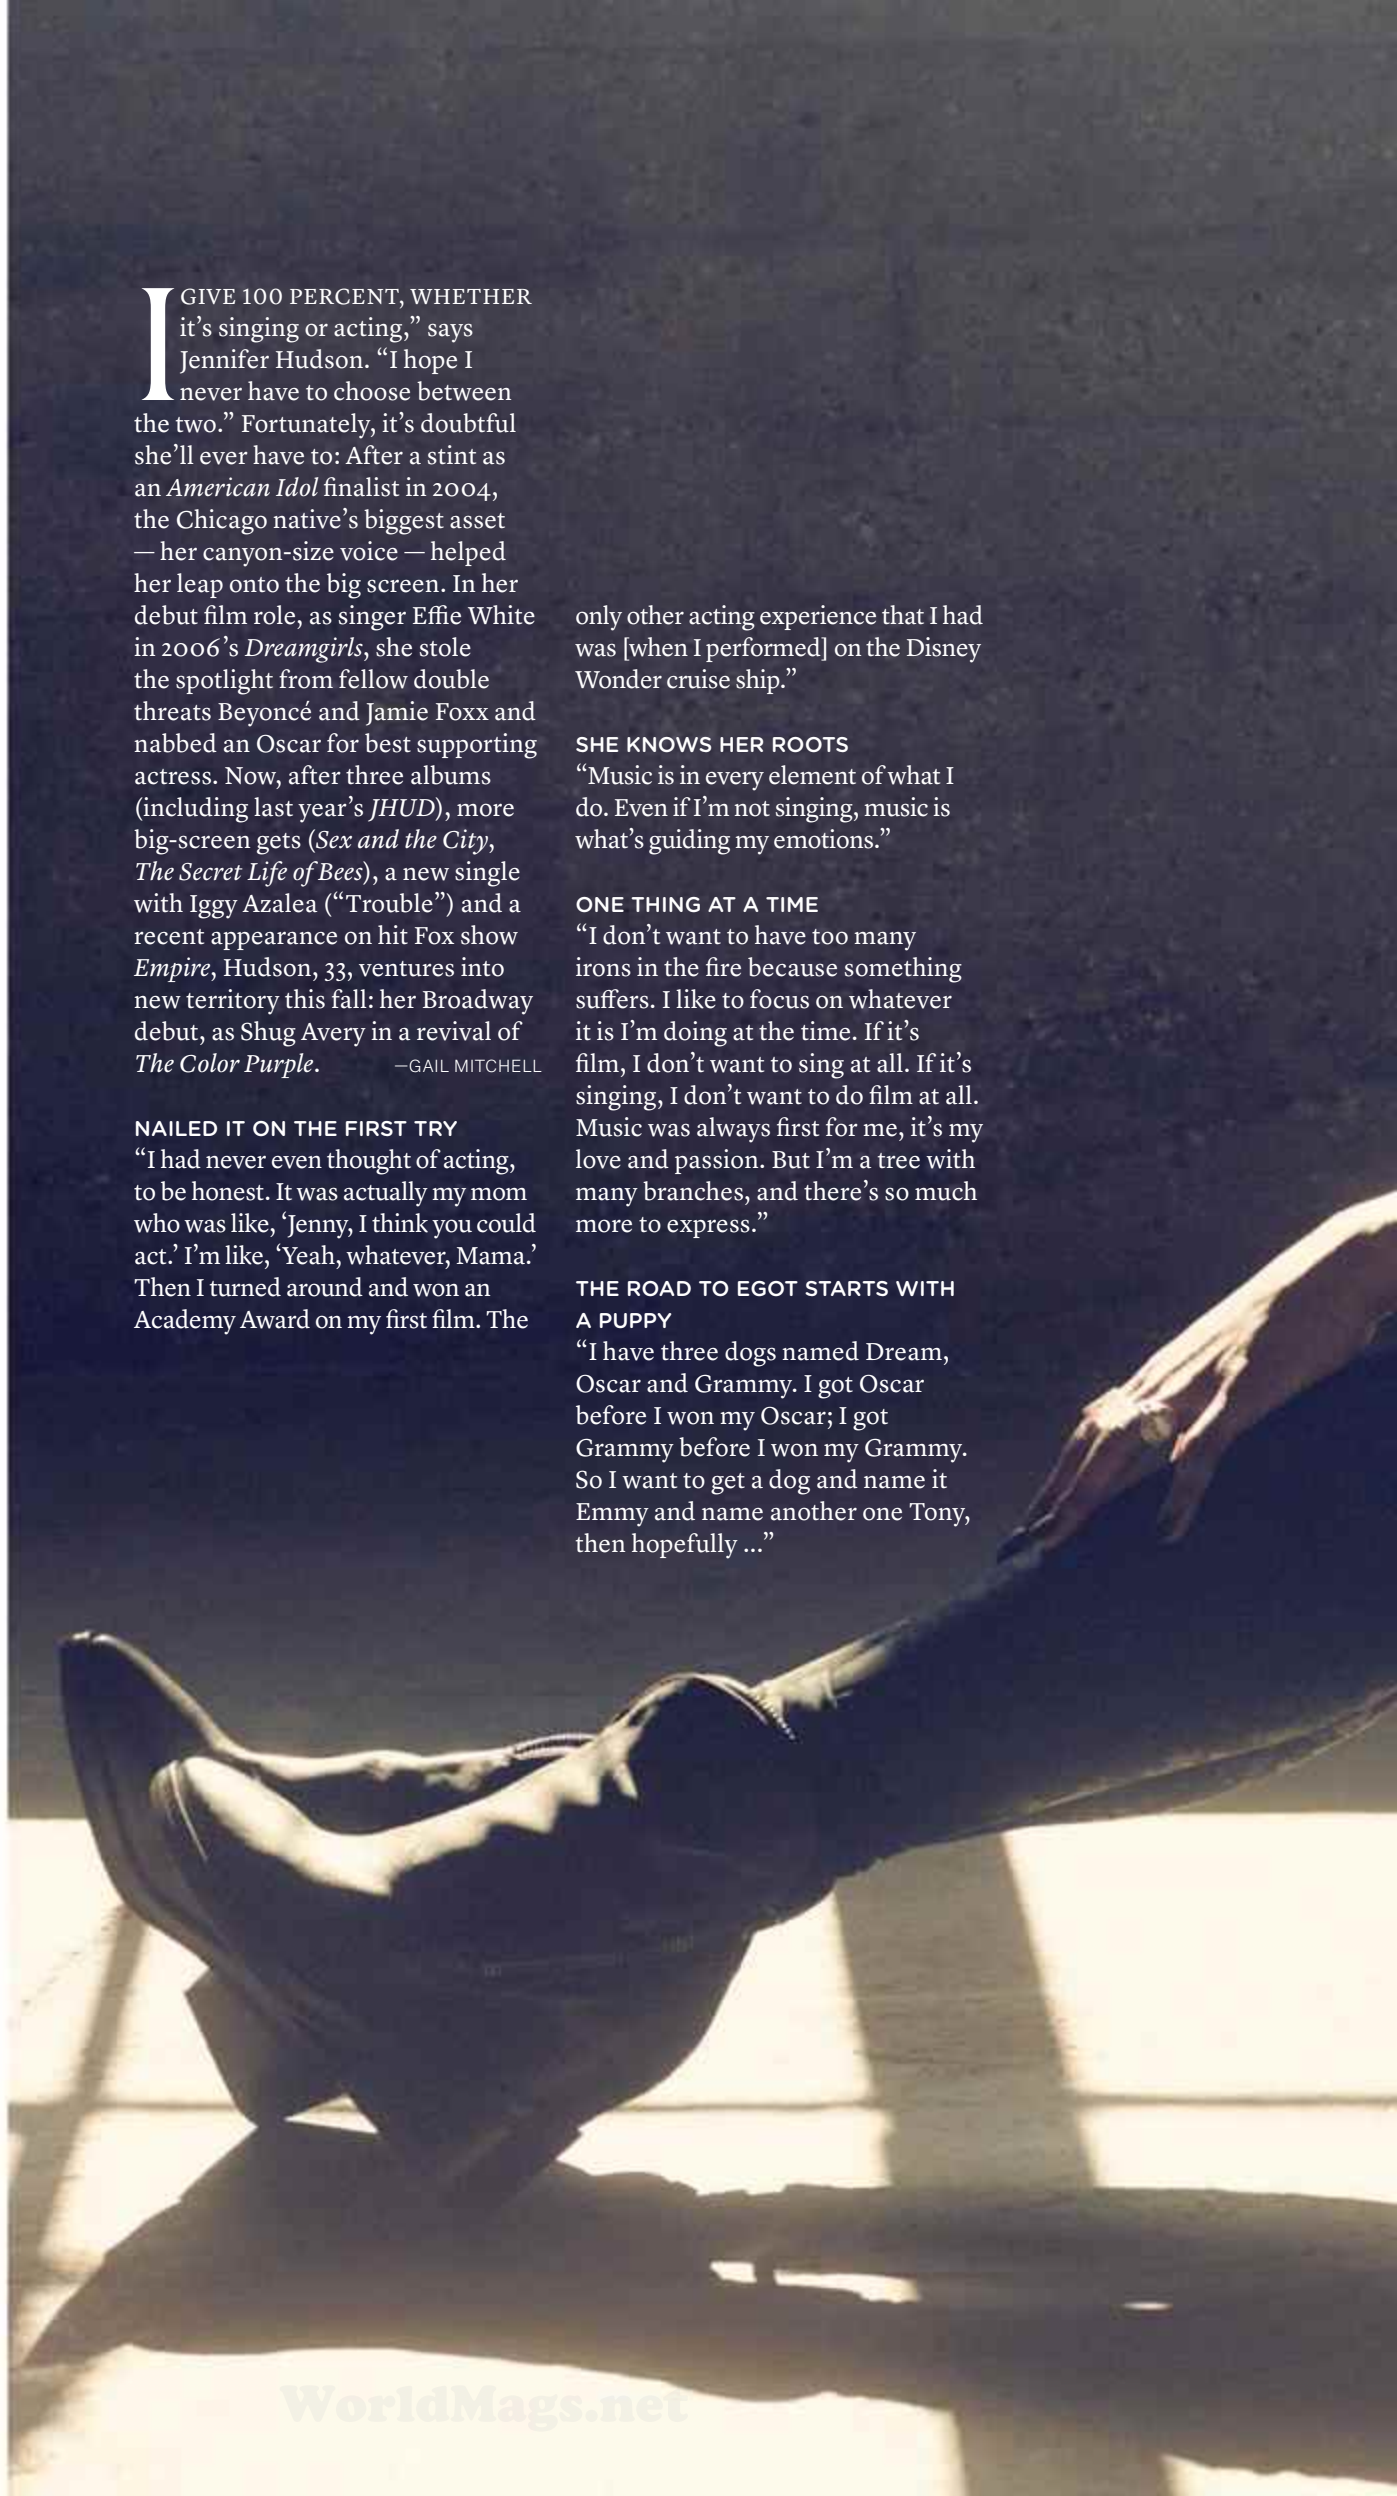 I GIVE 100 PERCENT, WHETHER
it’s singing or acting,” says
Jennifer Hudson. “I hope I
never have to choose between
the two.” Fortunately, it’s doubtful
she’ll ever have to: After a stint as
an American Idol finalist in 2004,
the Chicago native’s biggest asset
— her canyon-size voice — helped
her leap onto the big screen. In her
debut film role, as singer Effie White
in 2006’s Dreamgirls, she stole
the spotlight from fellow double
threats Beyoncé and Jamie Foxx and
nabbed an Oscar for best supporting
actress. Now, after three albums
(including last year’s JHUD), more
big-screen gets (Sex and the City,
The Secret Life of Bees), a new single
with Iggy Azalea (“Trouble”) and a
recent appearance on hit Fox show
Empire, Hudson, 33, ventures into
new territory this fall: her Broadway
debut, as Shug Avery in a revival of
The Color Purple. —GAIL MITCHELL
NAILED IT ON THE FIRST TRY
“I had never even thought of acting,
to be honest. It was actually my mom
who was like, ‘Jenny, I think you could
act.’ I’m like, ‘Yeah, whatever, Mama.’
Then I turned around and won an
Academy Award on my first film. The
only other acting experience that I had
was [when I performed] on the Disney
Wonder cruise ship.”
SHE KNOWS HER ROOTS
“Music is in every element of what I
do. Even if I’m not singing, music is
what’s guiding my emotions.”
ONE THING AT A TIME
“I don’t want to have too many
irons in the fire because something
suffers. I like to focus on whatever
it is I’m doing at the time. If it’s
film, I don’t want to sing at all. If it’s
singing, I don’t want to do film at all.
Music was always first for me, it’s my
love and passion. But I’m a tree with
many branches, and there’s so much
more to express.”
THE ROAD TO EGOT STARTS WITH
A PUPPY
“I have three dogs named Dream,
Oscar and Grammy. I got Oscar
before I won my Oscar; I got
Grammy before I won my Grammy.
So I want to get a dog and name it
Emmy and name another one Tony,
then hopefully ...”
WorldMags.net